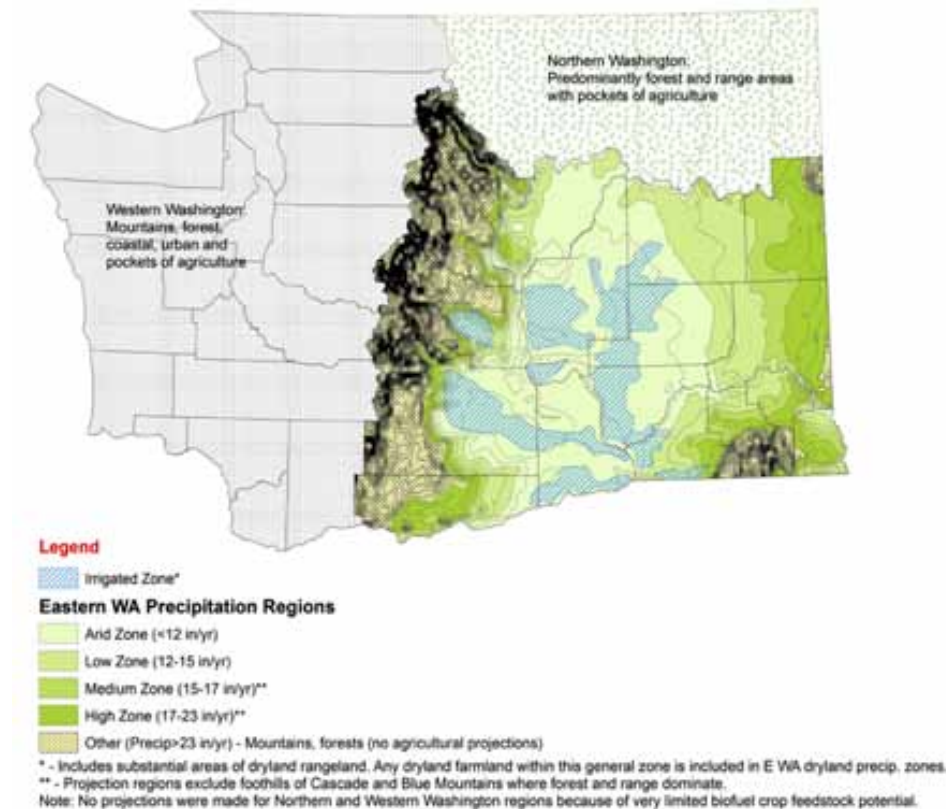 Northern Washington:
Predominantly forest and range areas
with pockets of agriculture
Western Washington:
Mountains, forest,
coastal, urban and
pockets of agriculture
Legend
Irrigated Zone*
Eastern WA Precipitation Regions
Arid Zone (<12 in/yr)
Low Zone (12-15 in/yr)
Medium Zone (15-17 in/yr)**
High Zone (17-23 in/yr)**
Other (Precip>23 in/yr) - Mountains, forests (no agricultural projections)
* - Includes substantial areas of dryland rangeland. Any dryland farmland within this general zone is included in E WA dryland precip. zones.
** - Projection regions exclude foothills of Cascade and Blue Mountains where forest and range dominate.
Note: No projections were made for Northern and Western Washington regions because of very limited biofuel crop feedstock potential.